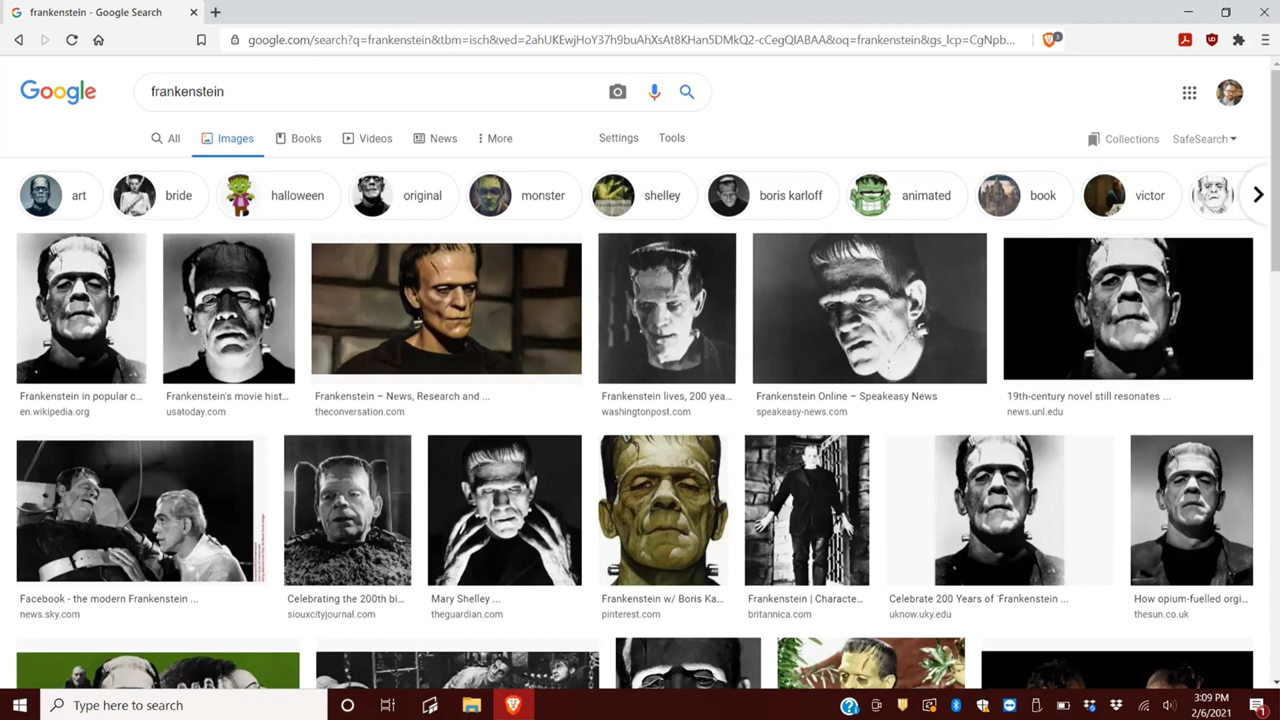 frankenstein - Google Search
google.com/search?q=frankenstein&tbm=isch&ved=2ahUKEwjHoY37h9buAhXsAt8KHan5DMkQ2-cCegQIABAA&oq=frankenstein&gs_lcp=CgNpb...
3
Google
frankenstein
All Images Books Videos News More Settings Tools Collections SafeSearch
art bride halloween original monster shelley boris karloff animated book victor
Frankenstein in popular c... Frankenstein's movie hist... Frankenstein – News, Research and ... Frankenstein lives, 200 yea... Frankenstein Online – Speakeasy News 19th-century novel still resonates ...
en.wikipedia.org usatoday.com theconversation.com washingtonpost.com speakeasy-news.com news.unl.edu
Facebook - the modern Frankenstein ... Celebrating the 200th bi... Mary Shelley ... Frankenstein w/ Boris Ka... Frankenstein | Characte... Celebrate 200 Years of 'Frankenstein ... How opium-fuelled orgi...
news.sky.com siouxcityjournal.com theguardian.com pinterest.com britannica.com uknow.uky.edu thesun.co.uk
Type here to search
3:09 PM
2/6/2021
1